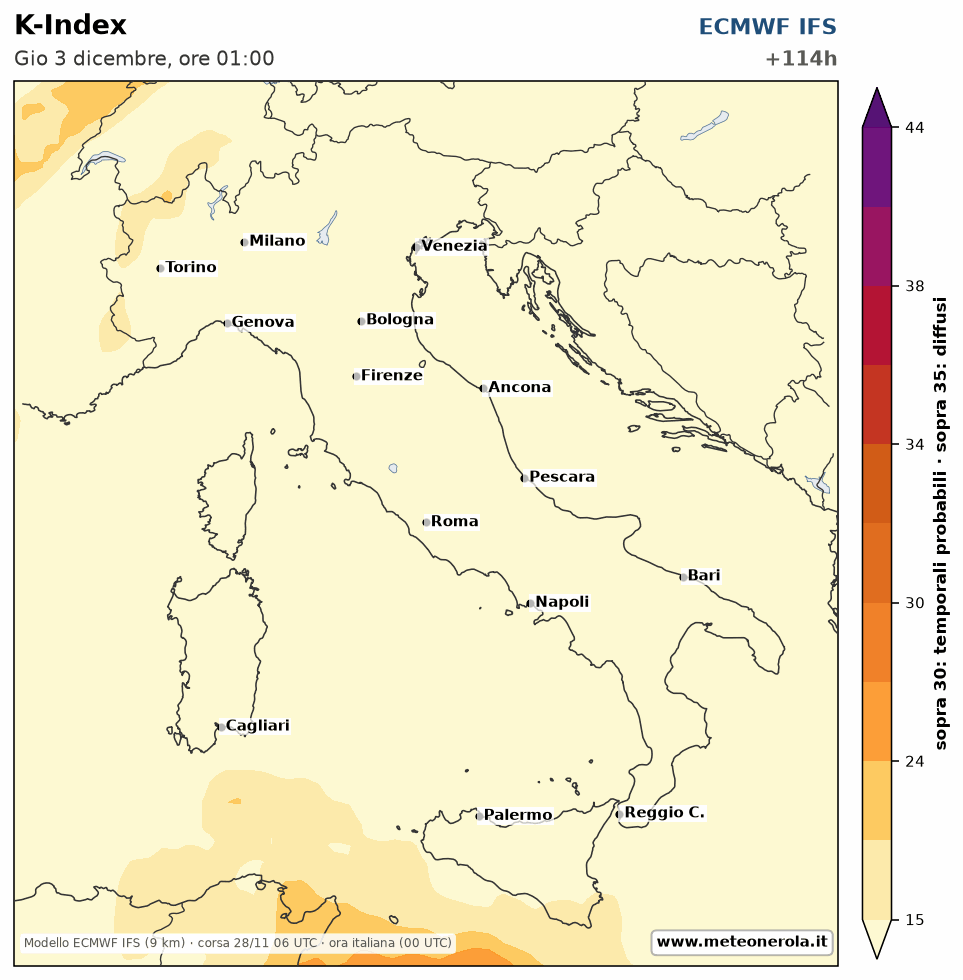 K-Index
ECMWF IFS
Gio 3 dicembre, ore 01:00
+114h
44
38
34
30
24
15
sopra 30: temporali probabili · sopra 35: diffusi
Milano
Venezia
Torino
Genova
Bologna
Firenze
Ancona
Pescara
Roma
Bari
Napoli
Cagliari
Palermo
Reggio C.
Modello ECMWF IFS (9 km) · corsa 28/11 06 UTC · ora italiana (00 UTC)
www.meteonerola.it